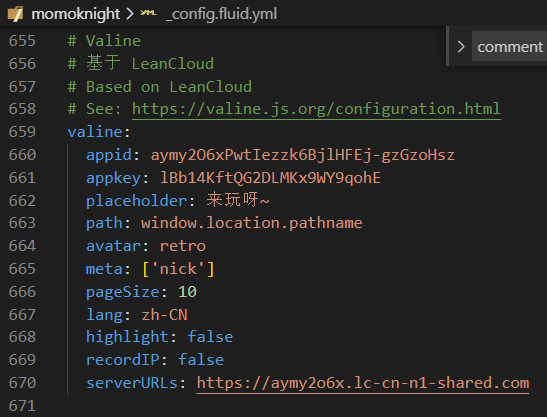 momoknight > _config.fluid.yml
comment
655 # Valine
656 # 基于 LeanCloud
657 # Based on LeanCloud
658 # See: https://valine.js.org/configuration.html
659 valine:
660 appid: aymy2O6xPwtIezzk6BjlHFEj-gzGzoHsz
661 appkey: lBb14KftQG2DLMKx9WY9qohE
662 placeholder: 来玩呀~
663 path: window.location.pathname
664 avatar: retro
665 meta: ['nick']
666 pageSize: 10
667 lang: zh-CN
668 highlight: false
669 recordIP: false
670 serverURLs: https://aymy2o6x.lc-cn-n1-shared.com
671